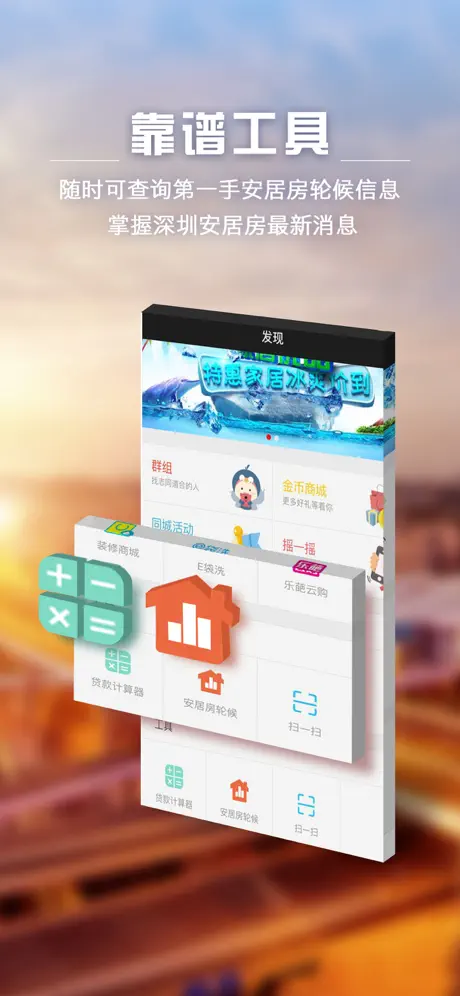 靠谱工具
随时可查询第一手安居房轮候信息
掌握深圳安居房最新消息
发现
特惠家居冰爽价到
群组
找志同道合的人
金币商城
更多好礼等着你
同城活动
摇一摇
装修商城
E袋洗
乐葩
乐葩云购
贷款计算器
安居房轮候
扫一扫
工具
贷款计算器
安居房轮候
扫一扫